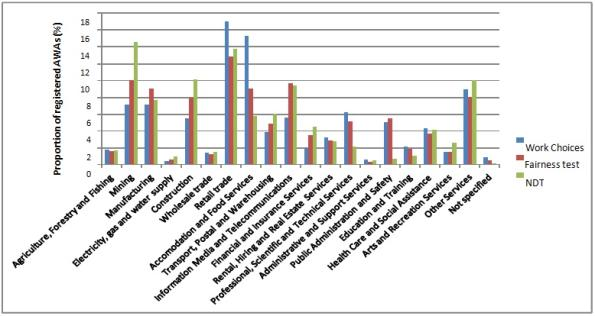 Proportion of registered AWAs (%)
18
16
14
12
10
8
6
4
2
0
Agriculture, Forestry and Fishing
Mining
Manufacturing
Electricity, gas and water supply
Construction
Wholesale trade
Retail trade
Accomodation and Food Services
Transport, Postal and Warehousing
Information Media and Telecommunications
Financial and Insurance Services
Rental, Hiring and Real Estate Services
Professional, Scientific and Technical Services
Administrative and Support Services
Public Administration and Safety
Education and Training
Health Care and Social Assistance
Arts and Recreation Services
Other Services
Not specified
Work Choices
Fairness test
NDT